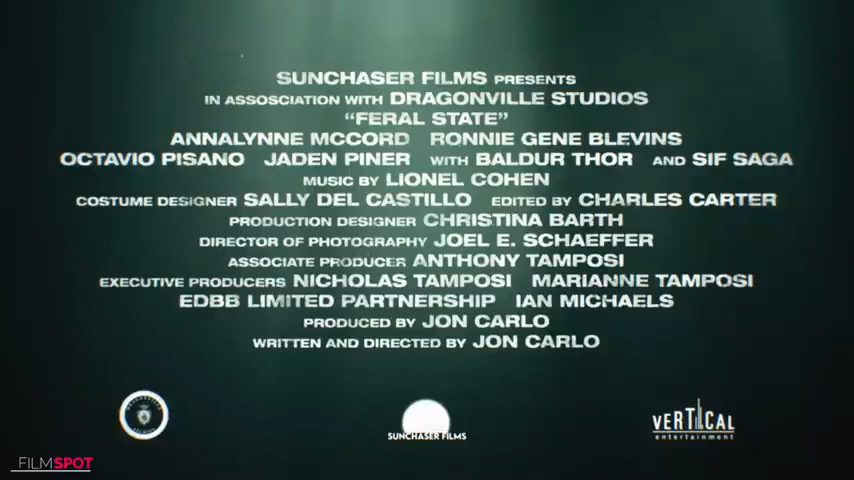 SUNCHASER FILMS PRESENTS
IN ASSOSCIATION WITH DRAGONVILLE STUDIOS
"FERAL STATE"
ANNALYNNE MCCORD RONNIE GENE BLEVINS
OCTAVIO PISANO JADEN PINER WITH BALDUR THOR AND SIF SAGA
MUSIC BY LIONEL COHEN
COSTUME DESIGNER SALLY DEL CASTILLO EDITED BY CHARLES CARTER
PRODUCTION DESIGNER CHRISTINA BARTH
DIRECTOR OF PHOTOGRAPHY JOEL E. SCHAEFFER
ASSOCIATE PRODUCER ANTHONY TAMPOSI
EXECUTIVE PRODUCERS NICHOLAS TAMPOSI MARIANNE TAMPOSI
EDBB LIMITED PARTNERSHIP IAN MICHAELS
PRODUCED BY JON CARLO
WRITTEN AND DIRECTED BY JON CARLO
SUNCHASER FILMS
VERTICAL
entertainment
FILMSPOT